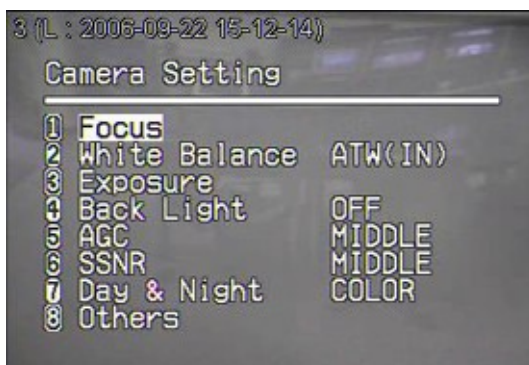 3 (L : 2006-09-22 15-12-14)
Camera Setting
1 Focus
2 White Balance ATW(IN)
3 Exposure
4 Back Light OFF
5 AGC MIDDLE
6 SSNR MIDDLE
7 Day & Night COLOR
8 Others